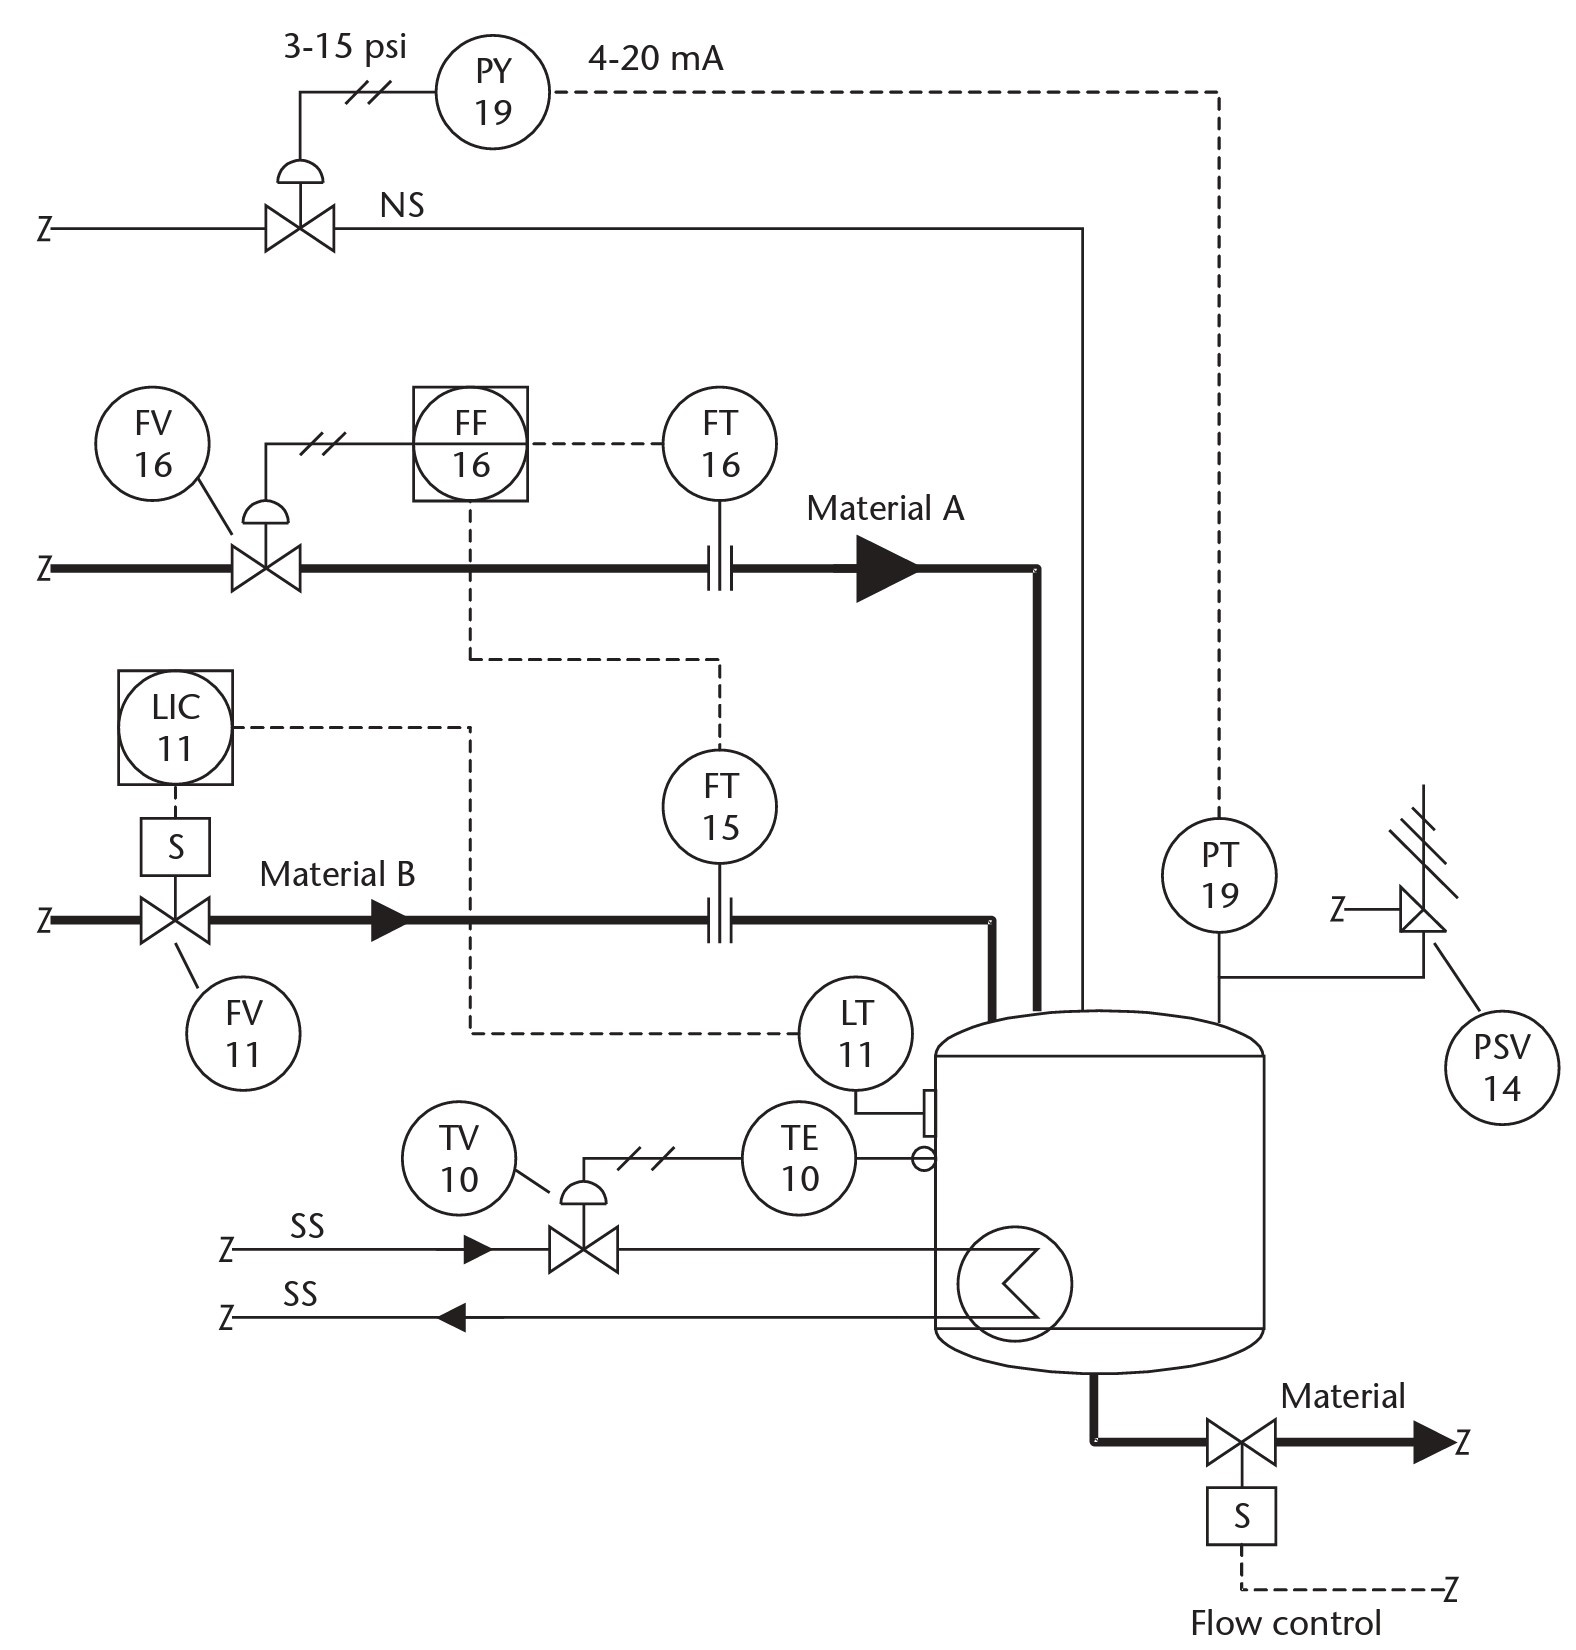 3-15 psi
PY
19
4-20 mA
NS
Z
FV
16
FF
16
FT
16
Material A
Z
LIC
11
FT
15
S
Material B
Z
PT
19
Z
FV
11
LT
11
PSV
14
TV
10
TE
10
SS
Z
SS
Z
Material
Z
S
Z
Flow control